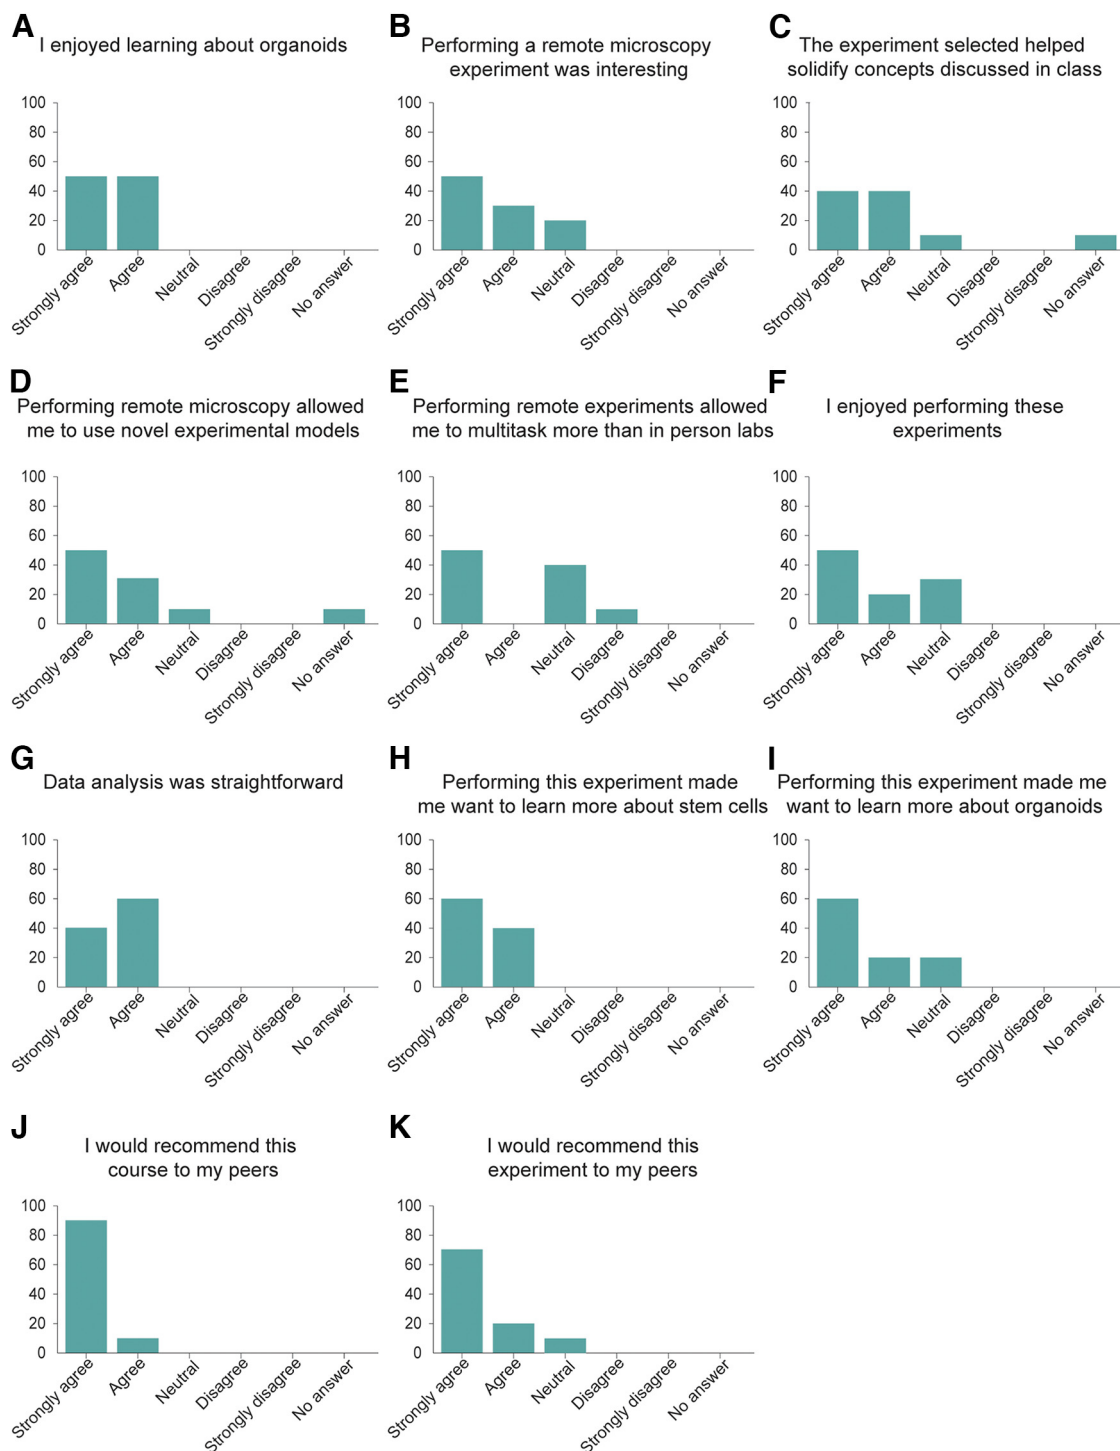 A
I enjoyed learning about organoids
100
80
60
40
20
0
Strongly agree
Agree
Neutral
Disagree
Strongly disagree
No answer
B
Performing a remote microscopy
experiment was interesting
100
80
60
40
20
0
Strongly agree
Agree
Neutral
Disagree
Strongly disagree
No answer
C
The experiment selected helped
solidify concepts discussed in class
100
80
60
40
20
0
Strongly agree
Agree
Neutral
Disagree
Strongly disagree
No answer
D
Performing remote microscopy allowed
me to use novel experimental models
100
80
60
40
20
0
Strongly agree
Agree
Neutral
Disagree
Strongly disagree
No answer
E
Performing remote experiments allowed
me to multitask more than in person labs
100
80
60
40
20
0
Strongly agree
Agree
Neutral
Disagree
Strongly disagree
No answer
F
I enjoyed performing these
experiments
100
80
60
40
20
0
Strongly agree
Agree
Neutral
Disagree
Strongly disagree
No answer
G
Data analysis was straightforward
100
80
60
40
20
0
Strongly agree
Agree
Neutral
Disagree
Strongly disagree
No answer
H
Performing this experiment made
me want to learn more about stem cells
100
80
60
40
20
0
Strongly agree
Agree
Neutral
Disagree
Strongly disagree
No answer
I
Performing this experiment made me
want to learn more about organoids
100
80
60
40
20
0
Strongly agree
Agree
Neutral
Disagree
Strongly disagree
No answer
J
I would recommend this
course to my peers
100
80
60
40
20
0
Strongly agree
Agree
Neutral
Disagree
Strongly disagree
No answer
K
I would recommend this
experiment to my peers
100
80
60
40
20
0
Strongly agree
Agree
Neutral
Disagree
Strongly disagree
No answer